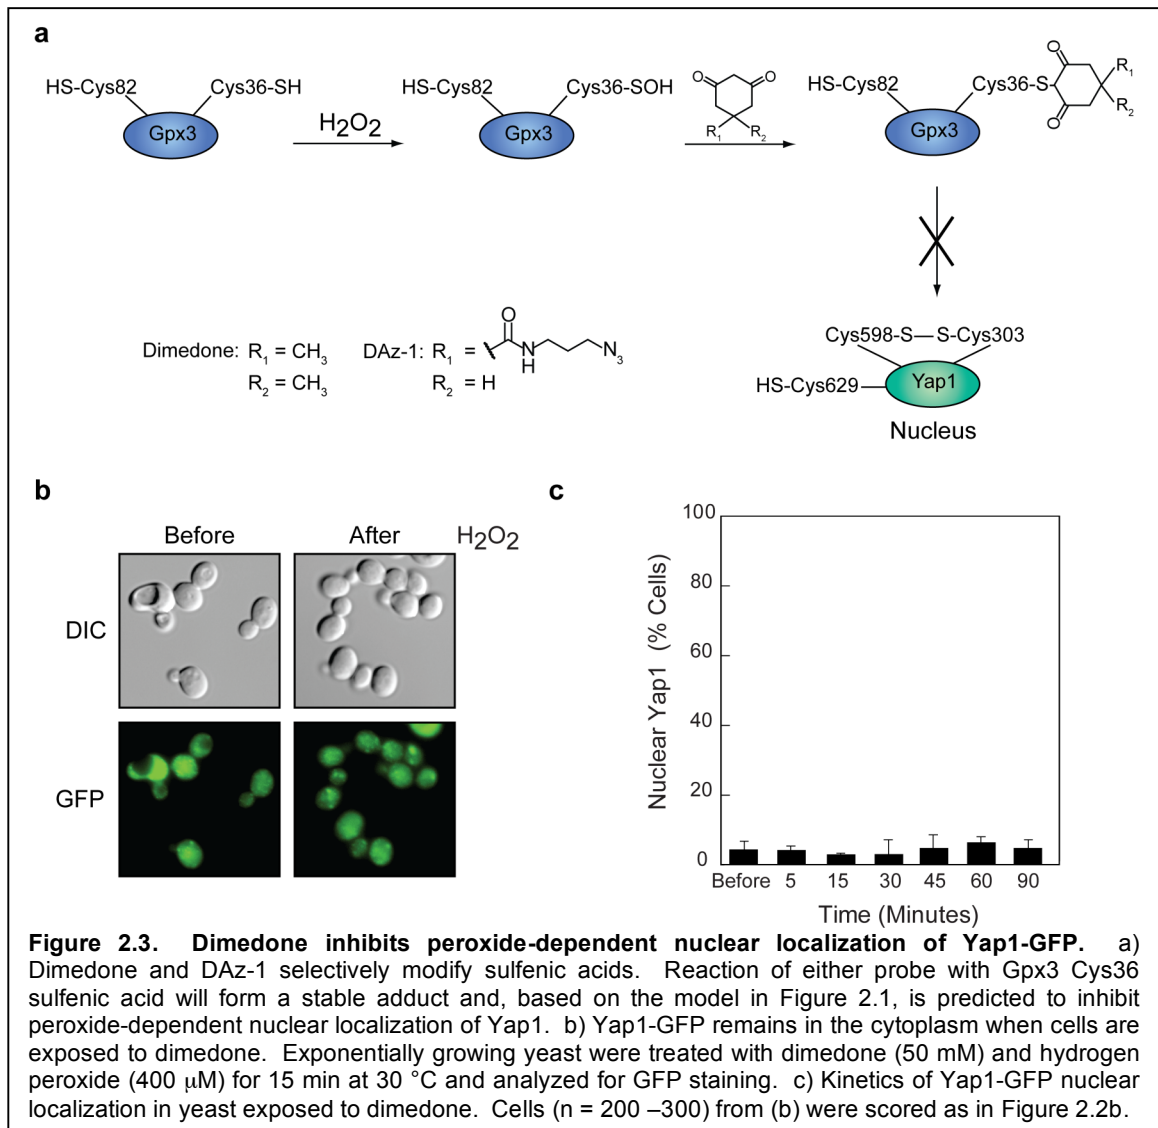 a
HS-Cys82
Cys36-SH
Gpx3
H2O2
HS-Cys82
Cys36-SOH
Gpx3
O
O
R1
R2
HS-Cys82
Cys36-S
Gpx3
O
O
R1
R2
Dimedone: R1 = CH3
R2 = CH3
DAz-1: R1 =
O
N
H
N3
R2 = H
Cys598-S—S-Cys303
HS-Cys629
Yap1
Nucleus
b
Before
After
H2O2
DIC
GFP
c
Nuclear Yap1 (% Cells)
100
80
60
40
20
0
Before 5 15 30 45 60 90
Time (Minutes)
Figure 2.3. Dimedone inhibits peroxide-dependent nuclear localization of Yap1-GFP. a)
Dimedone and DAz-1 selectively modify sulfenic acids. Reaction of either probe with Gpx3 Cys36
sulfenic acid will form a stable adduct and, based on the model in Figure 2.1, is predicted to inhibit
peroxide-dependent nuclear localization of Yap1. b) Yap1-GFP remains in the cytoplasm when cells are
exposed to dimedone. Exponentially growing yeast were treated with dimedone (50 mM) and hydrogen
peroxide (400 μM) for 15 min at 30 °C and analyzed for GFP staining. c) Kinetics of Yap1-GFP nuclear
localization in yeast exposed to dimedone. Cells (n = 200 –300) from (b) were scored as in Figure 2.2b.